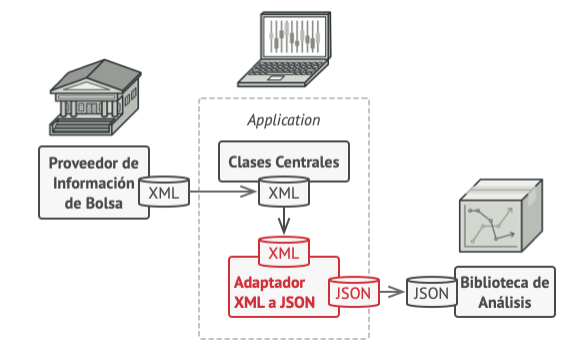 Application
Proveedor de
Información
de Bolsa
XML
Clases Centrales
XML
XML
Adaptador
XML a JSON
JSON
JSON
Biblioteca de
Análisis